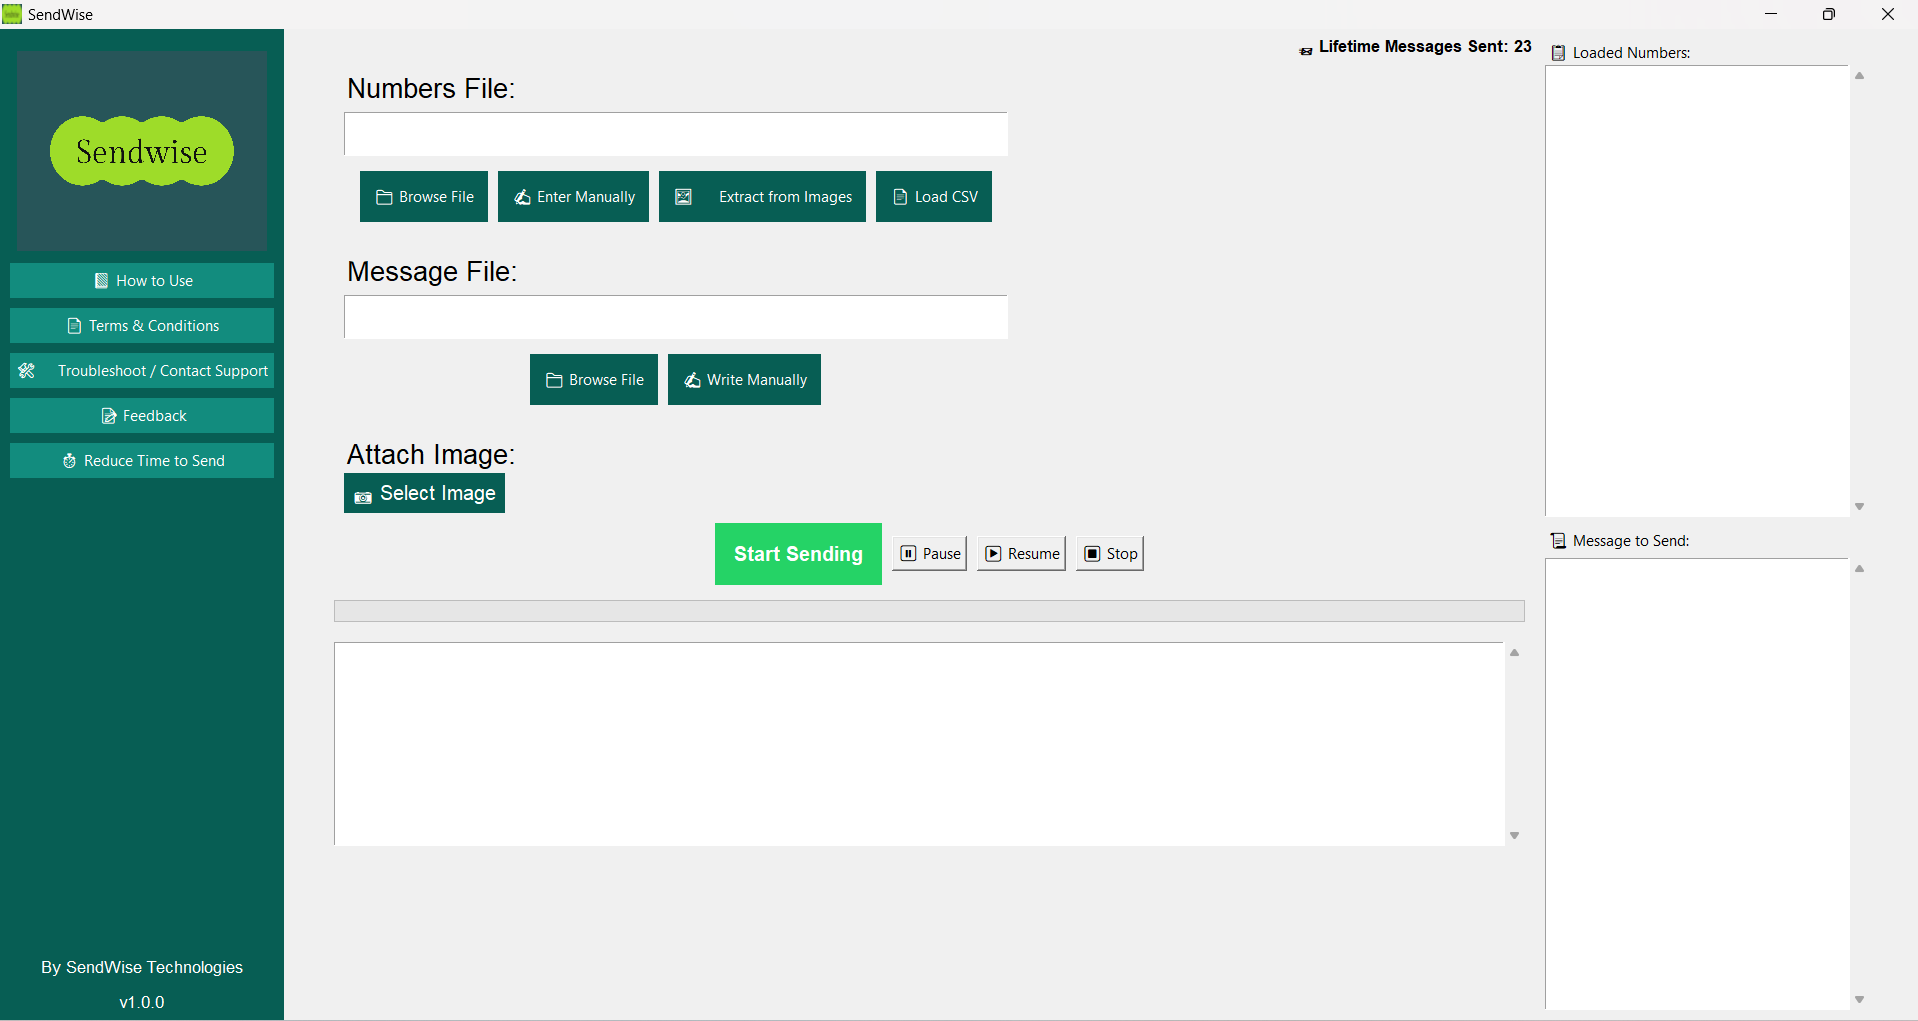 SendWise
Sendwise
How to Use
Terms & Conditions
Troubleshoot / Contact Support
Feedback
Reduce Time to Send
By SendWise Technologies
v1.0.0
Lifetime Messages Sent: 23
Numbers File:
Browse File
Enter Manually
Extract from Images
Load CSV
Message File:
Browse File
Write Manually
Attach Image:
Select Image
Start Sending
Pause
Resume
Stop
Loaded Numbers:
Message to Send: